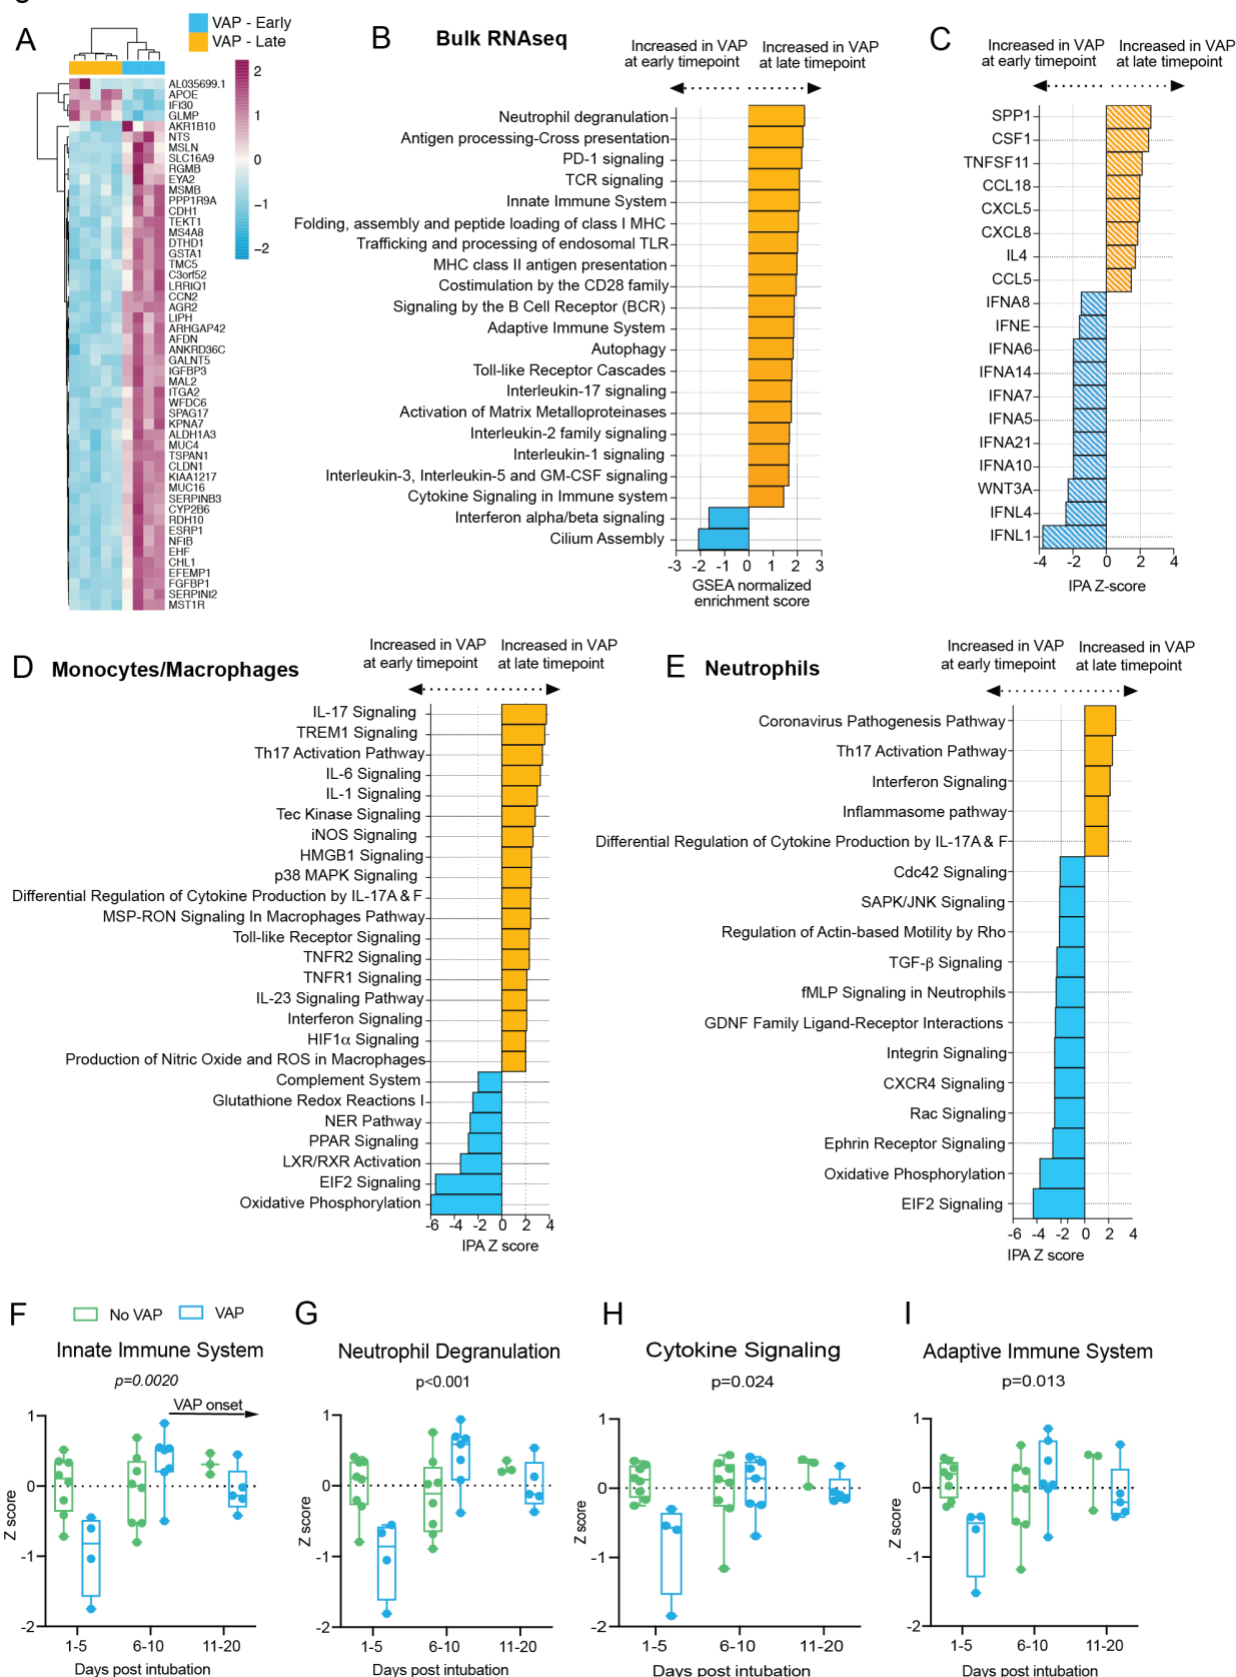 A
VAP - Early
VAP - Late
2
1
0
−1
−2
AL035699.1
APOE
IFI30
GLMP
AKR1B10
NTS
MSLN
SLC16A9
RGMB
EYA2
MSMB
PPP1R9A
CDH1
TEKT1
MS4A8
DTHD1
GSTA1
TMC5
C3orf52
LRRIQ1
CCN2
AGR2
LIPH
ARHGAP42
AFDN
ANKRD36C
GALNT5
IGFBP3
MAL2
ITGA2
WFDC6
SPAG17
KPNA7
ALDH1A3
MUC4
TSPAN1
CLDN1
KIAA1217
MUC16
SERPINB3
CYP2B6
RDH10
ESRP1
NFIB
EHF
CHL1
EFEMP1
FGFBP1
SERPINI2
MST1R
B
Bulk RNAseq
Increased in VAP at early timepoint
Increased in VAP at late timepoint
Neutrophil degranulation
Antigen processing-Cross presentation
PD-1 signaling
TCR signaling
Innate Immune System
Folding, assembly and peptide loading of class I MHC
Trafficking and processing of endosomal TLR
MHC class II antigen presentation
Costimulation by the CD28 family
Signaling by the B Cell Receptor (BCR)
Adaptive Immune System
Autophagy
Toll-like Receptor Cascades
Interleukin-17 signaling
Activation of Matrix Metalloproteinases
Interleukin-2 family signaling
Interleukin-1 signaling
Interleukin-3, Interleukin-5 and GM-CSF signaling
Cytokine Signaling in Immune system
Interferon alpha/beta signaling
Cilium Assembly
-3 -2 -1 0 1 2 3
GSEA normalized
enrichment score
C
Increased in VAP at early timepoint
Increased in VAP at late timepoint
SPP1
CSF1
TNFSF11
CCL18
CXCL5
CXCL8
IL4
CCL5
IFNA8
IFNE
IFNA6
IFNA14
IFNA7
IFNA5
IFNA21
IFNA10
WNT3A
IFNL4
IFNL1
-4 -2 0 2 4
IPA Z-score
D
Monocytes/Macrophages
Increased in VAP at early timepoint
Increased in VAP at late timepoint
IL-17 Signaling
TREM1 Signaling
Th17 Activation Pathway
IL-6 Signaling
IL-1 Signaling
Tec Kinase Signaling
iNOS Signaling
HMGB1 Signaling
p38 MAPK Signaling
Differential Regulation of Cytokine Production by IL-17A & F
MSP-RON Signaling In Macrophages Pathway
Toll-like Receptor Signaling
TNFR2 Signaling
TNFR1 Signaling
IL-23 Signaling Pathway
Interferon Signaling
HIF1α Signaling
Production of Nitric Oxide and ROS in Macrophages
Complement System
Glutathione Redox Reactions I
NER Pathway
PPAR Signaling
LXR/RXR Activation
EIF2 Signaling
Oxidative Phosphorylation
-6 -4 -2 0 2 4
IPA Z score
E
Neutrophils
Increased in VAP at early timepoint
Increased in VAP at late timepoint
Coronavirus Pathogenesis Pathway
Th17 Activation Pathway
Interferon Signaling
Inflammasome pathway
Differential Regulation of Cytokine Production by IL-17A & F
Cdc42 Signaling
SAPK/JNK Signaling
Regulation of Actin-based Motility by Rho
TGF-β Signaling
fMLP Signaling in Neutrophils
GDNF Family Ligand-Receptor Interactions
Integrin Signaling
CXCR4 Signaling
Rac Signaling
Ephrin Receptor Signaling
Oxidative Phosphorylation
EIF2 Signaling
-6 -4 -2 0 2 4
IPA Z score
F
No VAP
VAP
Innate Immune System
p=0.0020
VAP onset
1
0
-1
-2
Z score
1-5 6-10 11-20
Days post intubation
G
Neutrophil Degranulation
p<0.001
1
0
-1
-2
Z score
1-5 6-10 11-20
Days post intubation
H
Cytokine Signaling
p=0.024
1
0
-1
-2
Z score
1-5 6-10 11-20
Days post intubation
I
Adaptive Immune System
p=0.013
1
0
-1
-2
Z score
1-5 6-10 11-20
Days post intubation